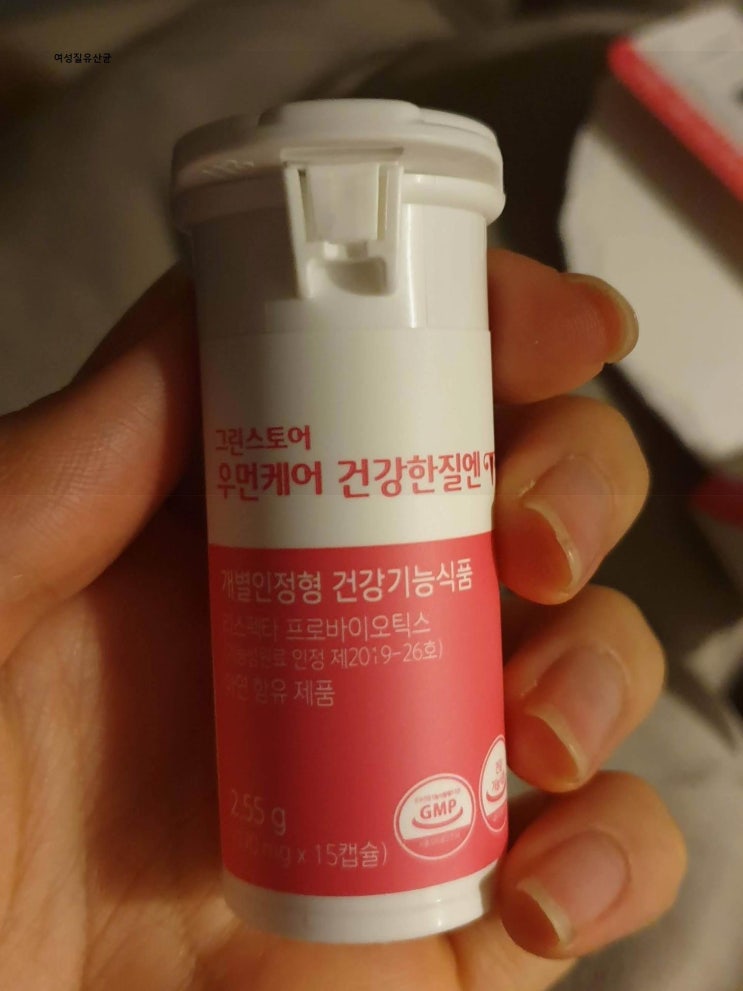 여성질유산균
그린스토어
우먼케어 건강한질엔
개별인정형 건강기능식품
리스펙타 프로바이오틱스
인정 제2019-26호)
아연 함유 제품
2.55 g
mg x 15캡슐)
GMP